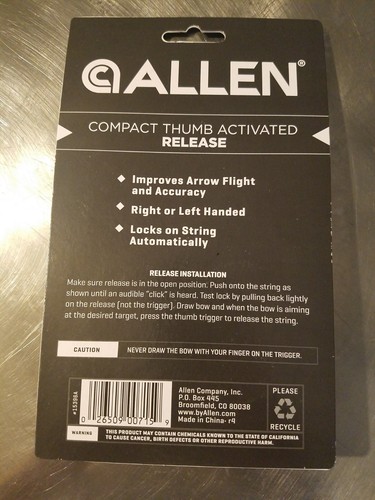 ALLEN®
COMPACT THUMB ACTIVATED
RELEASE
Improves Arrow Flight
and Accuracy
Right or Left Handed
Locks on String
Automatically
RELEASE INSTALLATION
Make sure release is in the open position. Push onto the string as
shown until an audible "click" is heard. Test lock by pulling back lightly
on the release (not the trigger). Draw bow and when the bow is aiming
at the desired target, press the thumb trigger to release the string.
CAUTION NEVER DRAW THE BOW WITH YOUR FINGER ON THE TRIGGER.
0 26509 00715 9
Allen Company, Inc.
P.O. Box 445
Broomfield, CO 80038
www.byAllen.com
Made in China· r4
PLEASE
RECYCLE
WARNING THIS PRODUCT MAY CONTAIN CHEMICALS KNOWN TO THE STATE OF CALIFORNIA
TO CAUSE CANCER, BIRTH DEFECTS OR OTHER REPRODUCTIVE HARM.